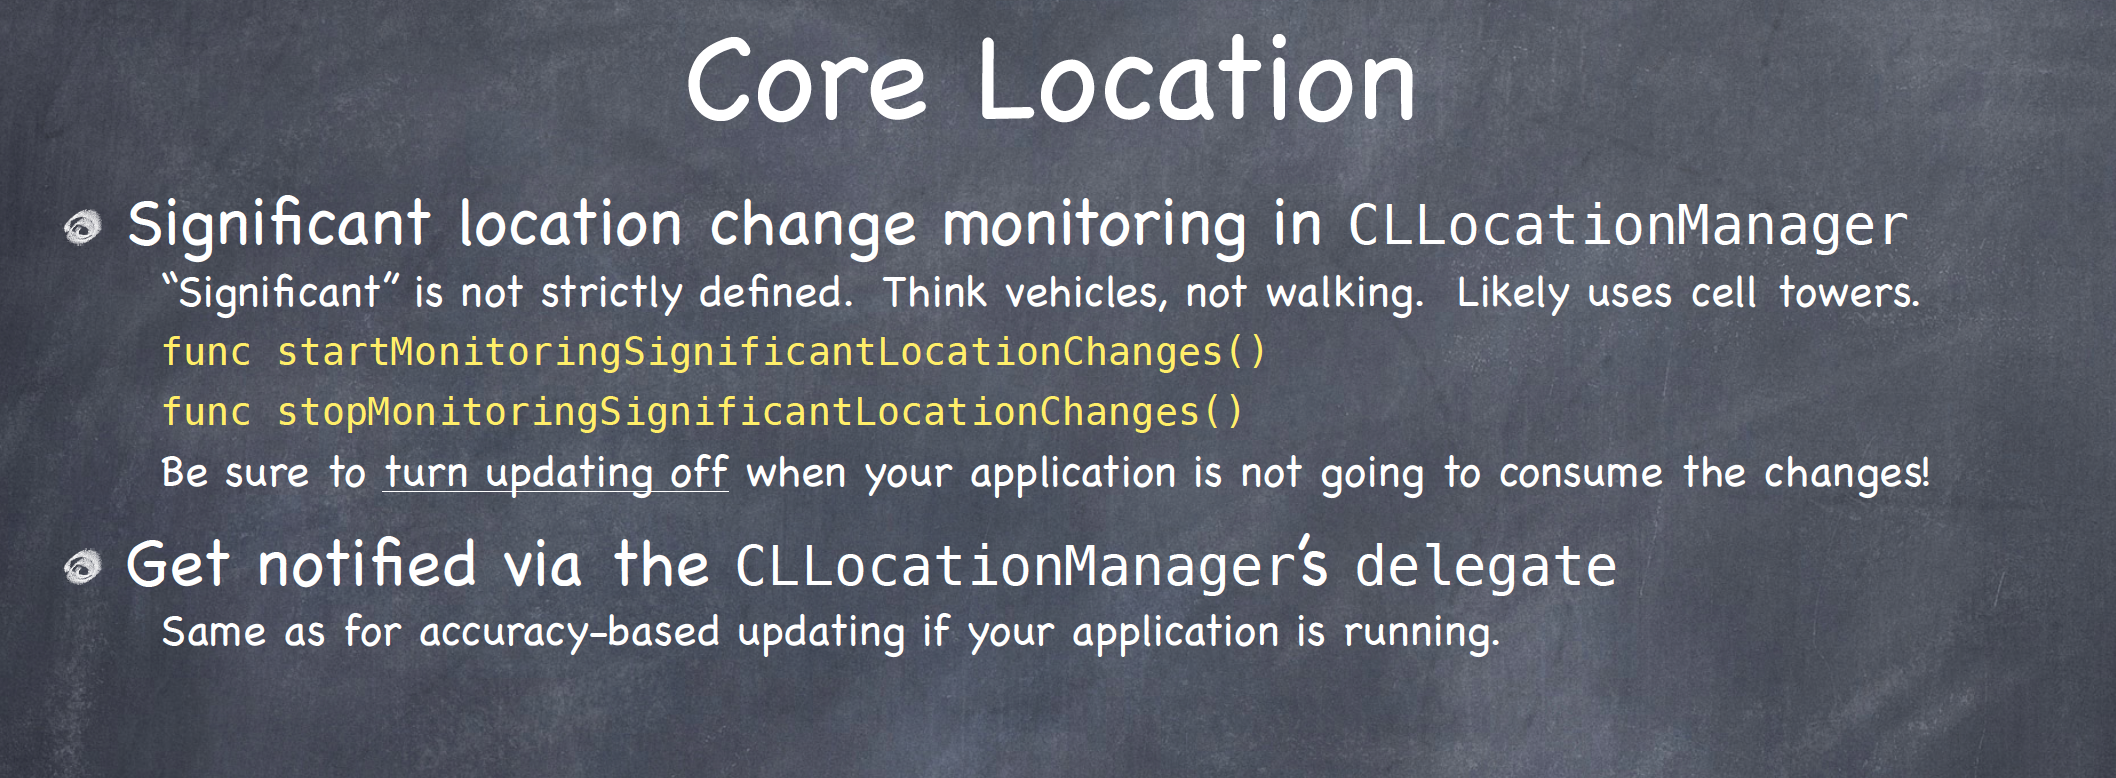 Core Location
Significant location change monitoring in CLLocationManager
“Significant” is not strictly defined. Think vehicles, not walking. Likely uses cell towers.
func startMonitoringSignificantLocationChanges()
func stopMonitoringSignificantLocationChanges()
Be sure to turn updating off when your application is not going to consume the changes!
Get notified via the CLLocationManager’s delegate
Same as for accuracy-based updating if your application is running.